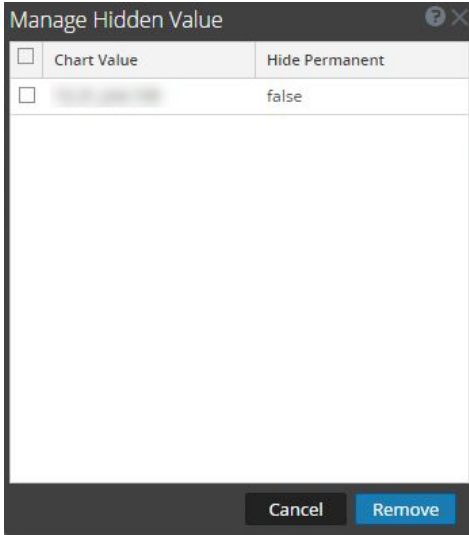 Manage Hidden Value
Chart Value Hide Permanent
false
Cancel Remove